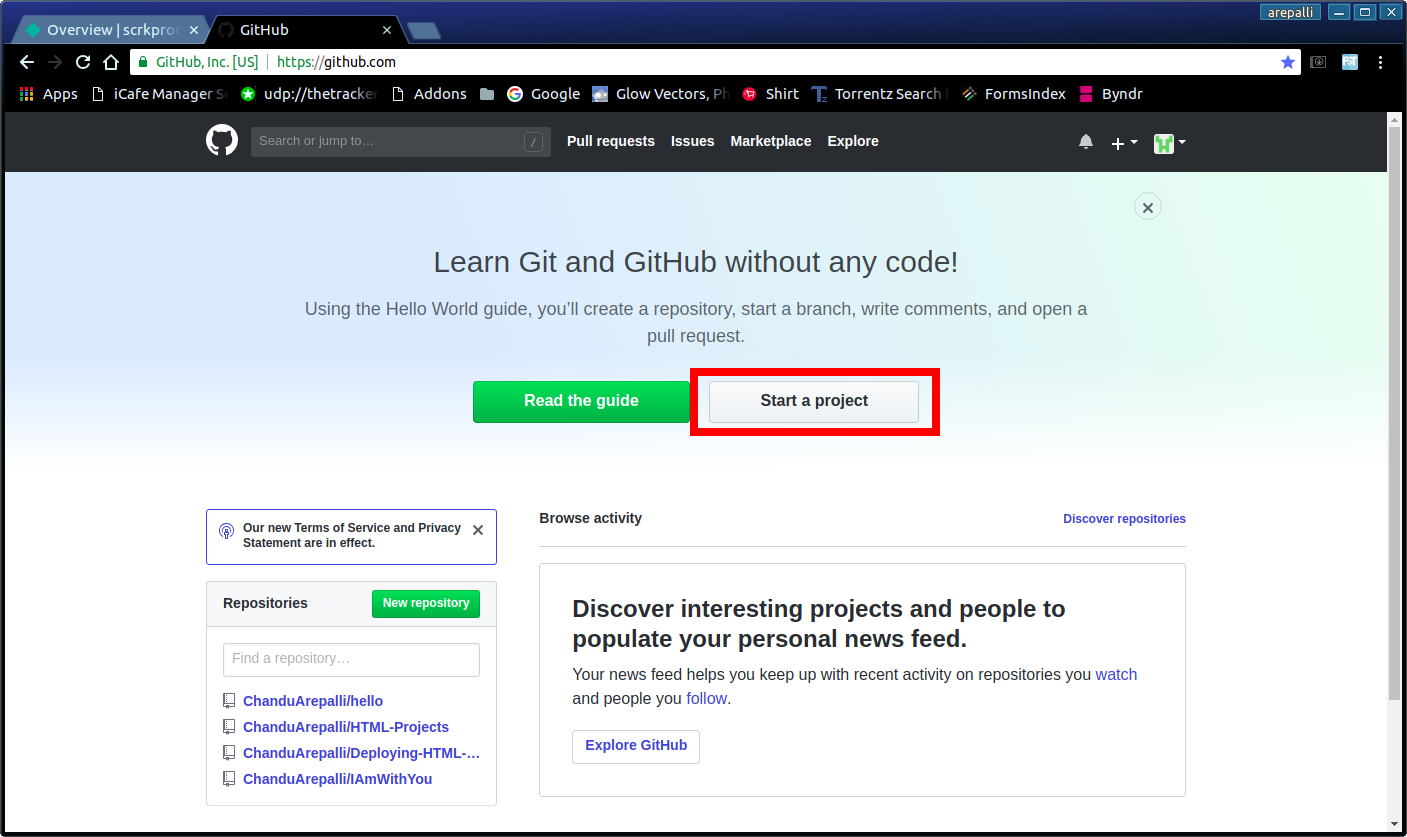 arepalli
Overview | scrkproc
GitHub
GitHub, Inc. [US] https://github.com
Apps iCafe Manager S udp://thetracker Addons Google Glow Vectors, Ph Shirt Torrentz Search FormsIndex Byndr
Search or jump to… / Pull requests Issues Marketplace Explore
Learn Git and GitHub without any code!
Using the Hello World guide, you’ll create a repository, start a branch, write comments, and open a
pull request.
Read the guide Start a project
Our new Terms of Service and Privacy
Statement are in effect.
Repositories New repository
Find a repository…
ChanduArepalli/hello
ChanduArepalli/HTML-Projects
ChanduArepalli/Deploying-HTML-…
ChanduArepalli/IAmWithYou
Browse activity Discover repositories
Discover interesting projects and people to
populate your personal news feed.
Your news feed helps you keep up with recent activity on repositories you watch
and people you follow.
Explore GitHub